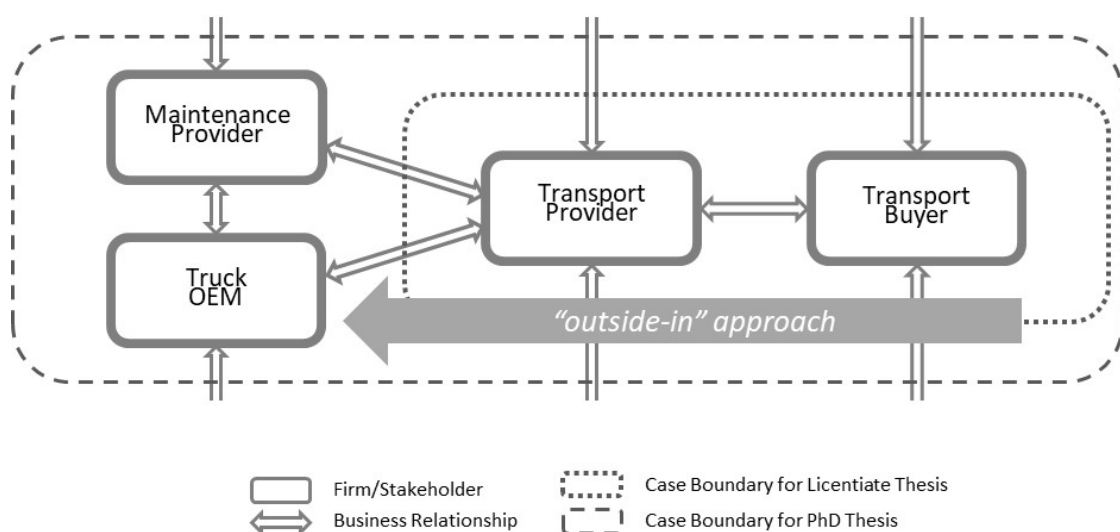 Maintenance
Provider
Transport
Provider
Transport
Buyer
Truck
OEM
“outside-in” approach
Firm/Stakeholder
Case Boundary for Licentiate Thesis
Business Relationship
Case Boundary for PhD Thesis